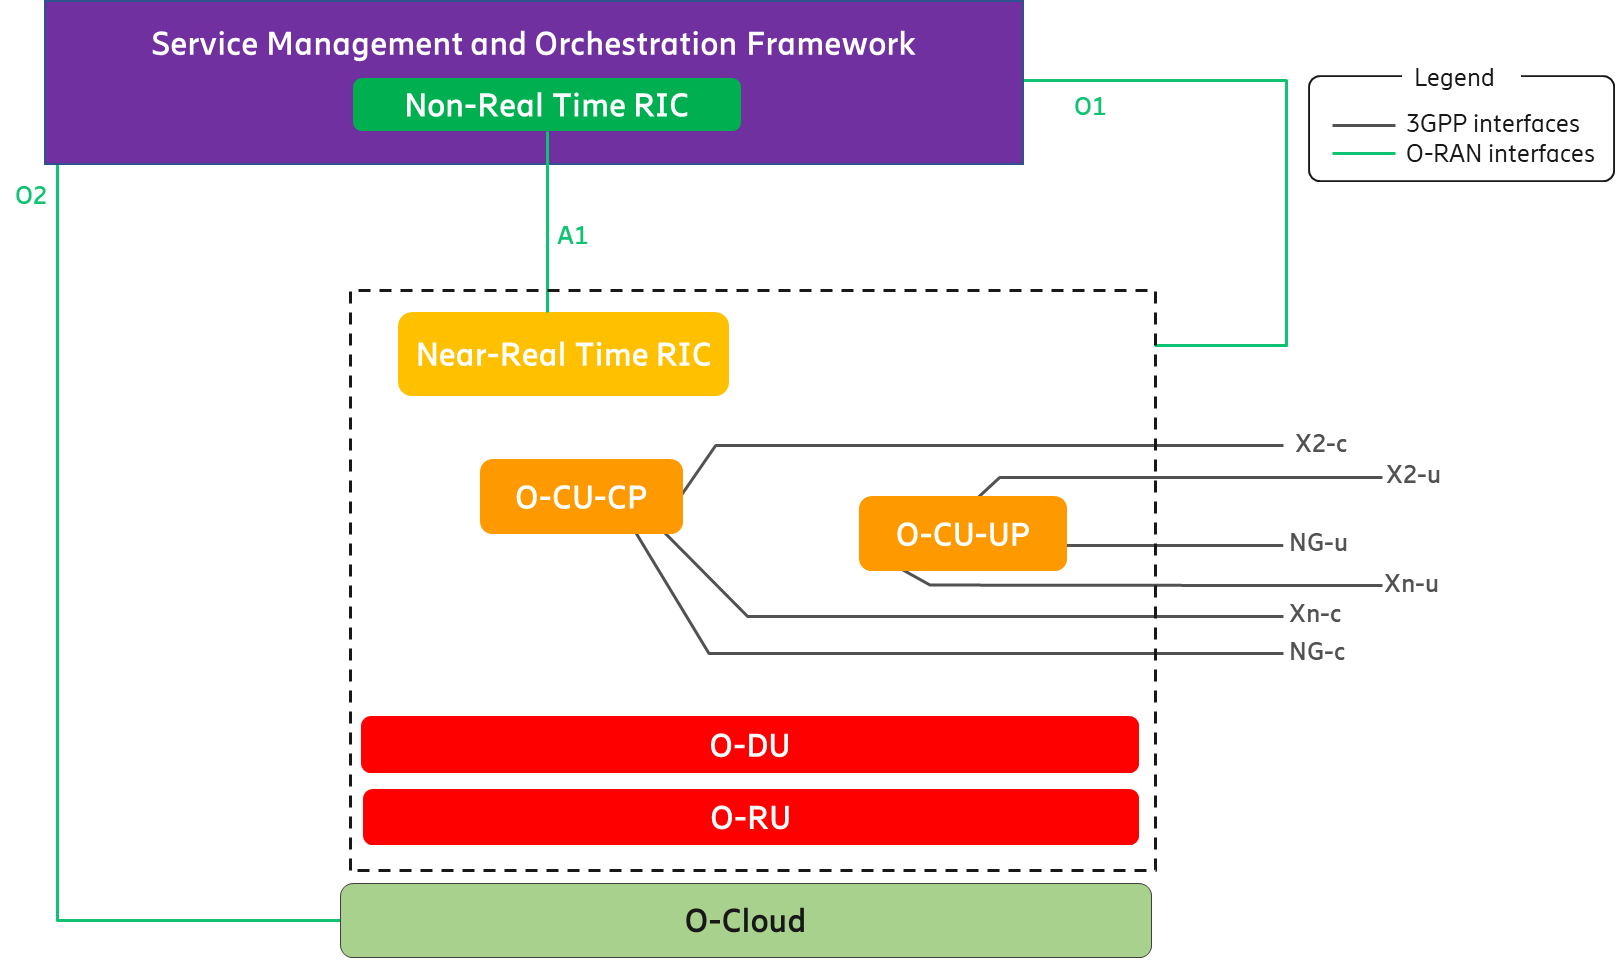 Service Management and Orchestration Framework
Non-Real Time RIC
Legend
3GPP interfaces
O-RAN interfaces
O1
O2
A1
Near-Real Time RIC
X2-c
X2-u
O-CU-CP
O-CU-UP
NG-u
Xn-u
Xn-c
NG-c
O-DU
O-RU
O-Cloud